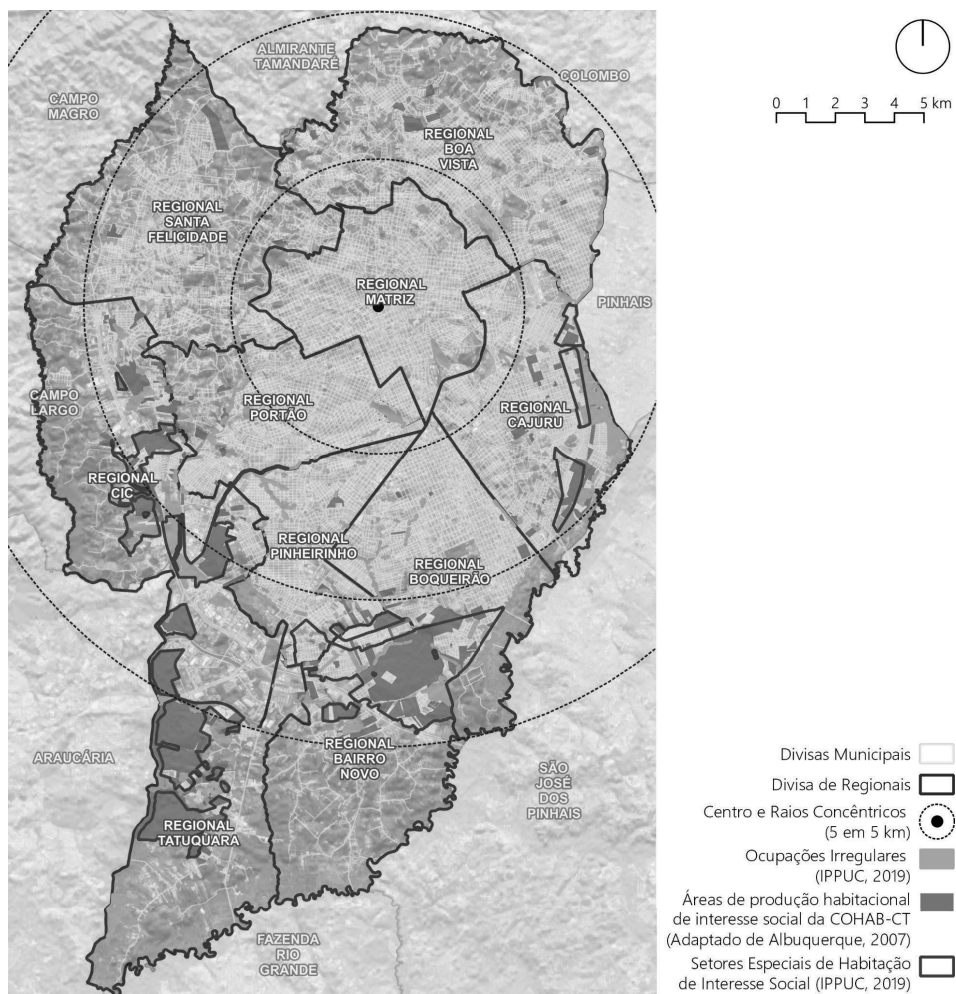 ALMIRANTE
TAMANDARÉ
COLOMBO
CAMPO
MAGRO
0 1 2 3 4 5 km
REGIONAL
BOA
VISTA
REGIONAL
SANTA
FELICIDADE
REGIONAL
MATRIZ
PINHAIS
CAMPO
LARGO
REGIONAL
PORTÃO
REGIONAL
CAJURU
REGIONAL
CIC
REGIONAL
PINHEIRINHO
REGIONAL
BOQUEIRÃO
ARAUCÁRIA
REGIONAL
BAIRRO
NOVO
SÃO
JOSÉ
DOS
PINHAIS
REGIONAL
TATUQUARA
FAZENDA
RIO
GRANDE
Divisas Municipais
Divisa de Regionais
Centro e Raios Concêntricos
(5 em 5 km)
Ocupações Irregulares
(IPPUC, 2019)
Áreas de produção habitacional
de interesse social da COHAB-CT
(Adaptado de Albuquerque, 2007)
Setores Especiais de Habitação
de Interesse Social (IPPUC, 2019)